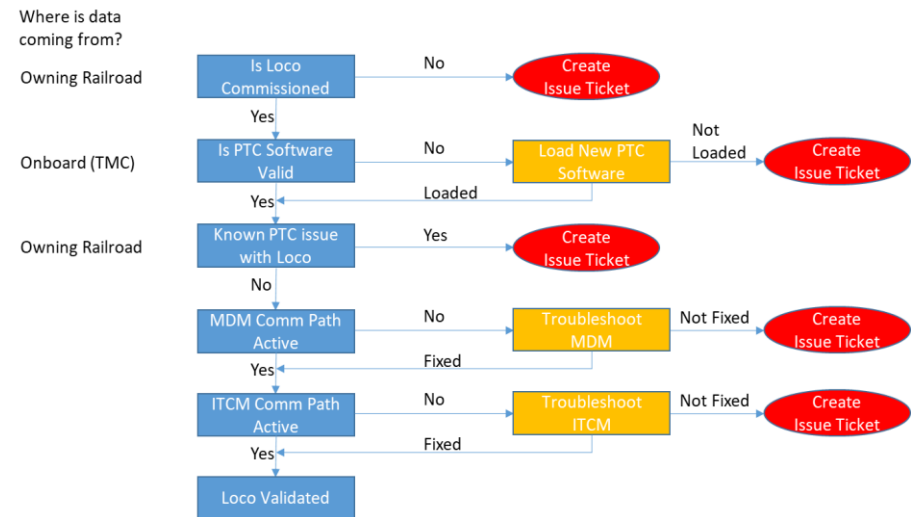 Where is data
coming from?
Owning Railroad
Is Loco
Commissioned
No
Create
Issue Ticket
Yes
Onboard (TMC)
Is PTC Software
Valid
No
Load New PTC
Software
Not
Loaded
Create
Issue Ticket
Loaded
Yes
Owning Railroad
Known PTC issue
with Loco
Yes
Create
Issue Ticket
No
MDM Comm Path
Active
No
Troubleshoot
MDM
Not Fixed
Create
Issue Ticket
Fixed
Yes
ITCM Comm Path
Active
No
Troubleshoot
ITCM
Not Fixed
Create
Issue Ticket
Fixed
Yes
Loco Validated